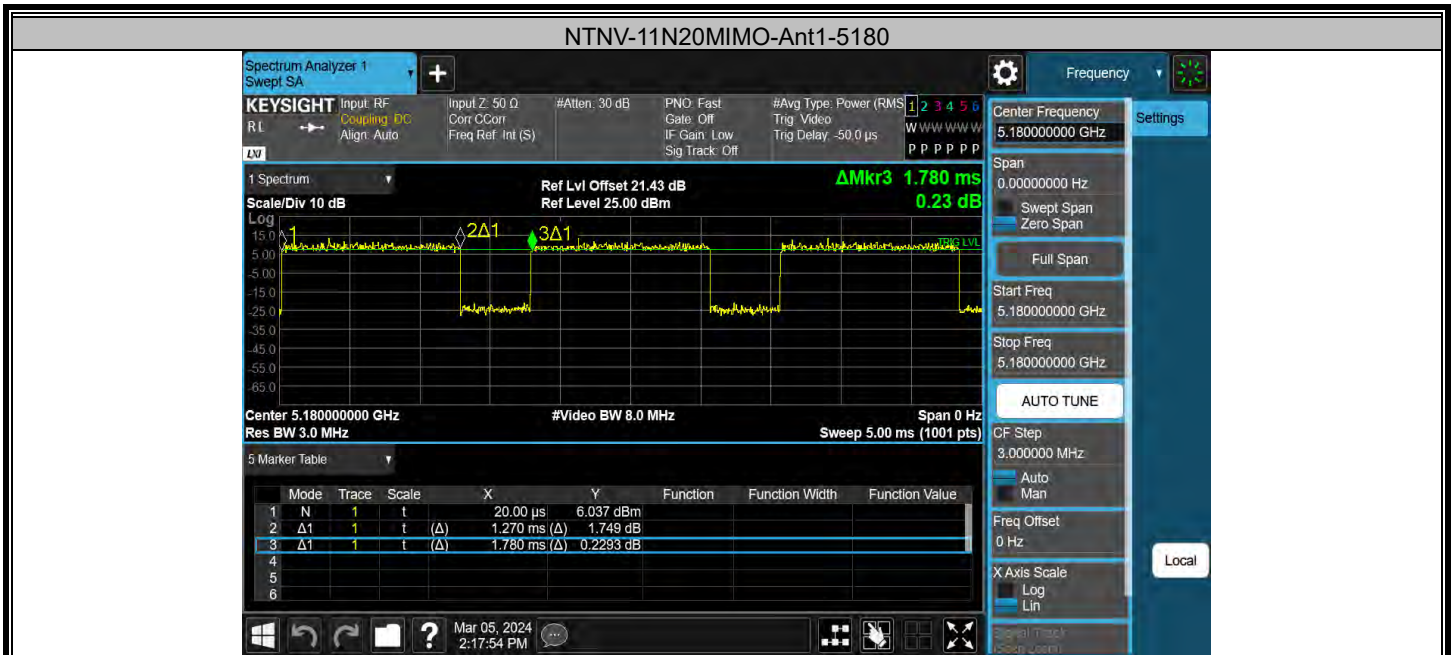 NTNV-11N20MIMO-Ant1-5180
Spectrum Analyzer 1
Swept SA
+
Frequency
KEYSIGHT
RL
LXI
Input: RF
Coupling: DC
Align: Auto
Input Z: 50 Ω
Corr CCorr
Freq Ref: Int (S)
#Atten: 30 dB
PNO: Fast
Gate: Off
IF Gain: Low
Sig Track: Off
#Avg Type: Power (RMS
Trig: Video
Trig Delay: -50.0 µs
1 2 3 4 5 6
W W W W W W
P P P P P P
1 Spectrum
Scale/Div 10 dB
Ref Lvl Offset 21.43 dB
Ref Level 25.00 dBm
ΔMkr3 1.780 ms
0.23 dB
Log
15.0
5.00
-5.00
-15.0
-25.0
-35.0
-45.0
-55.0
-65.0
1
2Δ1
3Δ1
TRIG LVL
Center 5.180000000 GHz
Res BW 3.0 MHz
#Video BW 8.0 MHz
Span 0 Hz
Sweep 5.00 ms (1001 pts)
5 Marker Table
Mode Trace Scale X Y Function Function Width Function Value
1 N 1 t 20.00 µs 6.037 dBm
2 Δ1 1 t (Δ) 1.270 ms (Δ) 1.749 dB
3 Δ1 1 t (Δ) 1.780 ms (Δ) 0.2293 dB
4
5
6
Center Frequency
5.180000000 GHz
Settings
Span
0.00000000 Hz
Swept Span
Zero Span
Full Span
Start Freq
5.180000000 GHz
Stop Freq
5.180000000 GHz
AUTO TUNE
CF Step
3.000000 MHz
Auto
Man
Freq Offset
0 Hz
X Axis Scale
Log
Lin
Signal Track
(Span Zoom)
Local
?
Mar 05, 2024
2:17:54 PM